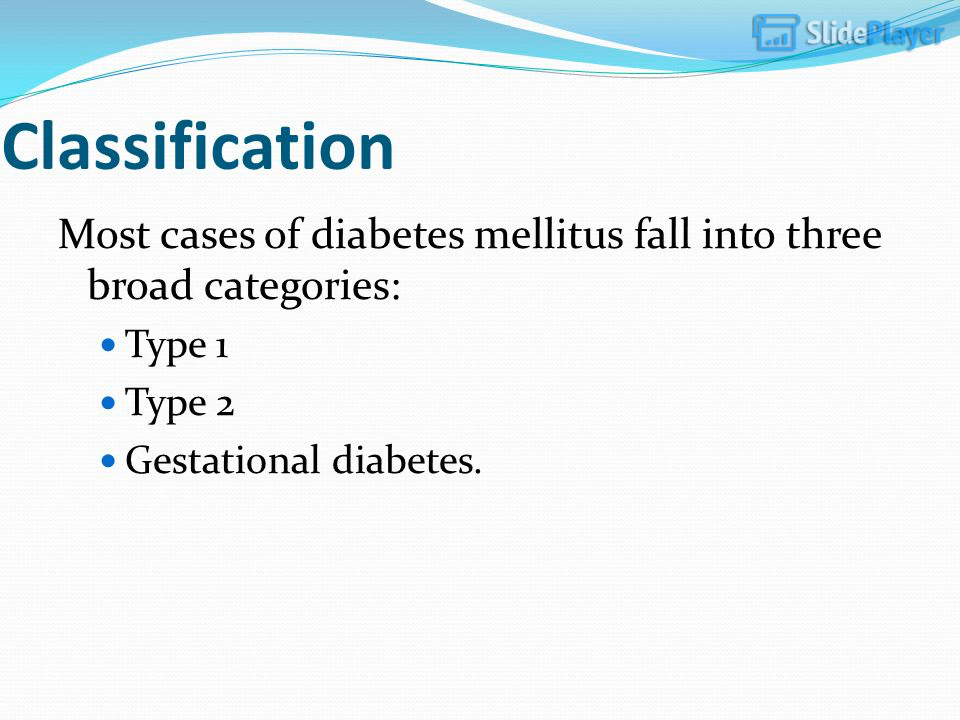 SlidePlayer
Classification
Most cases of diabetes mellitus fall into three
broad categories:
• Type 1
• Type 2
• Gestational diabetes.